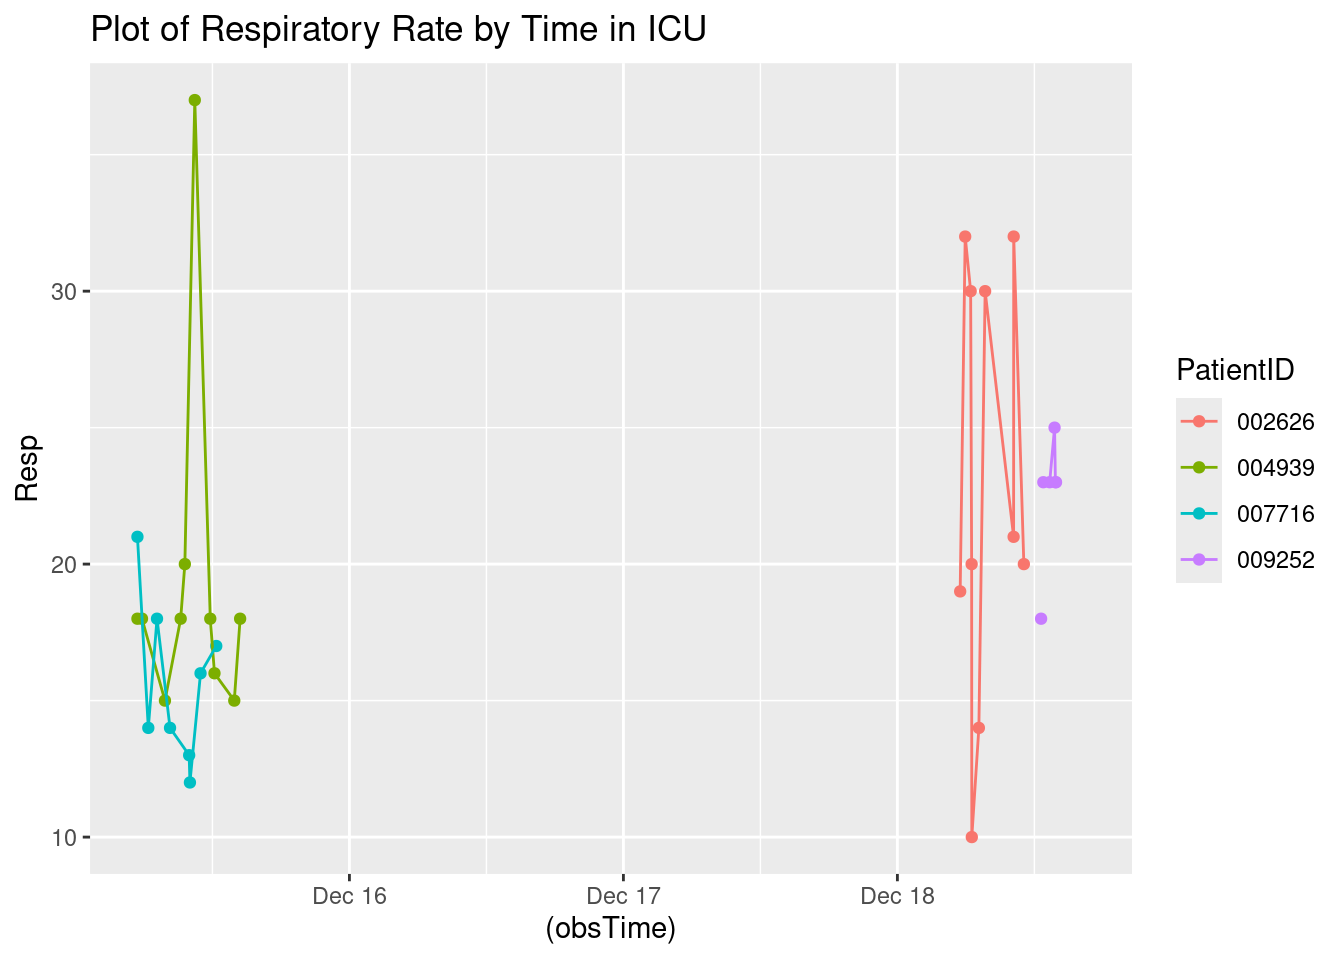 Plot of Respiratory Rate by Time in ICU
Resp
30
20
10
Dec 16
Dec 17
Dec 18
(obsTime)
PatientID
002626
004939
007716
009252